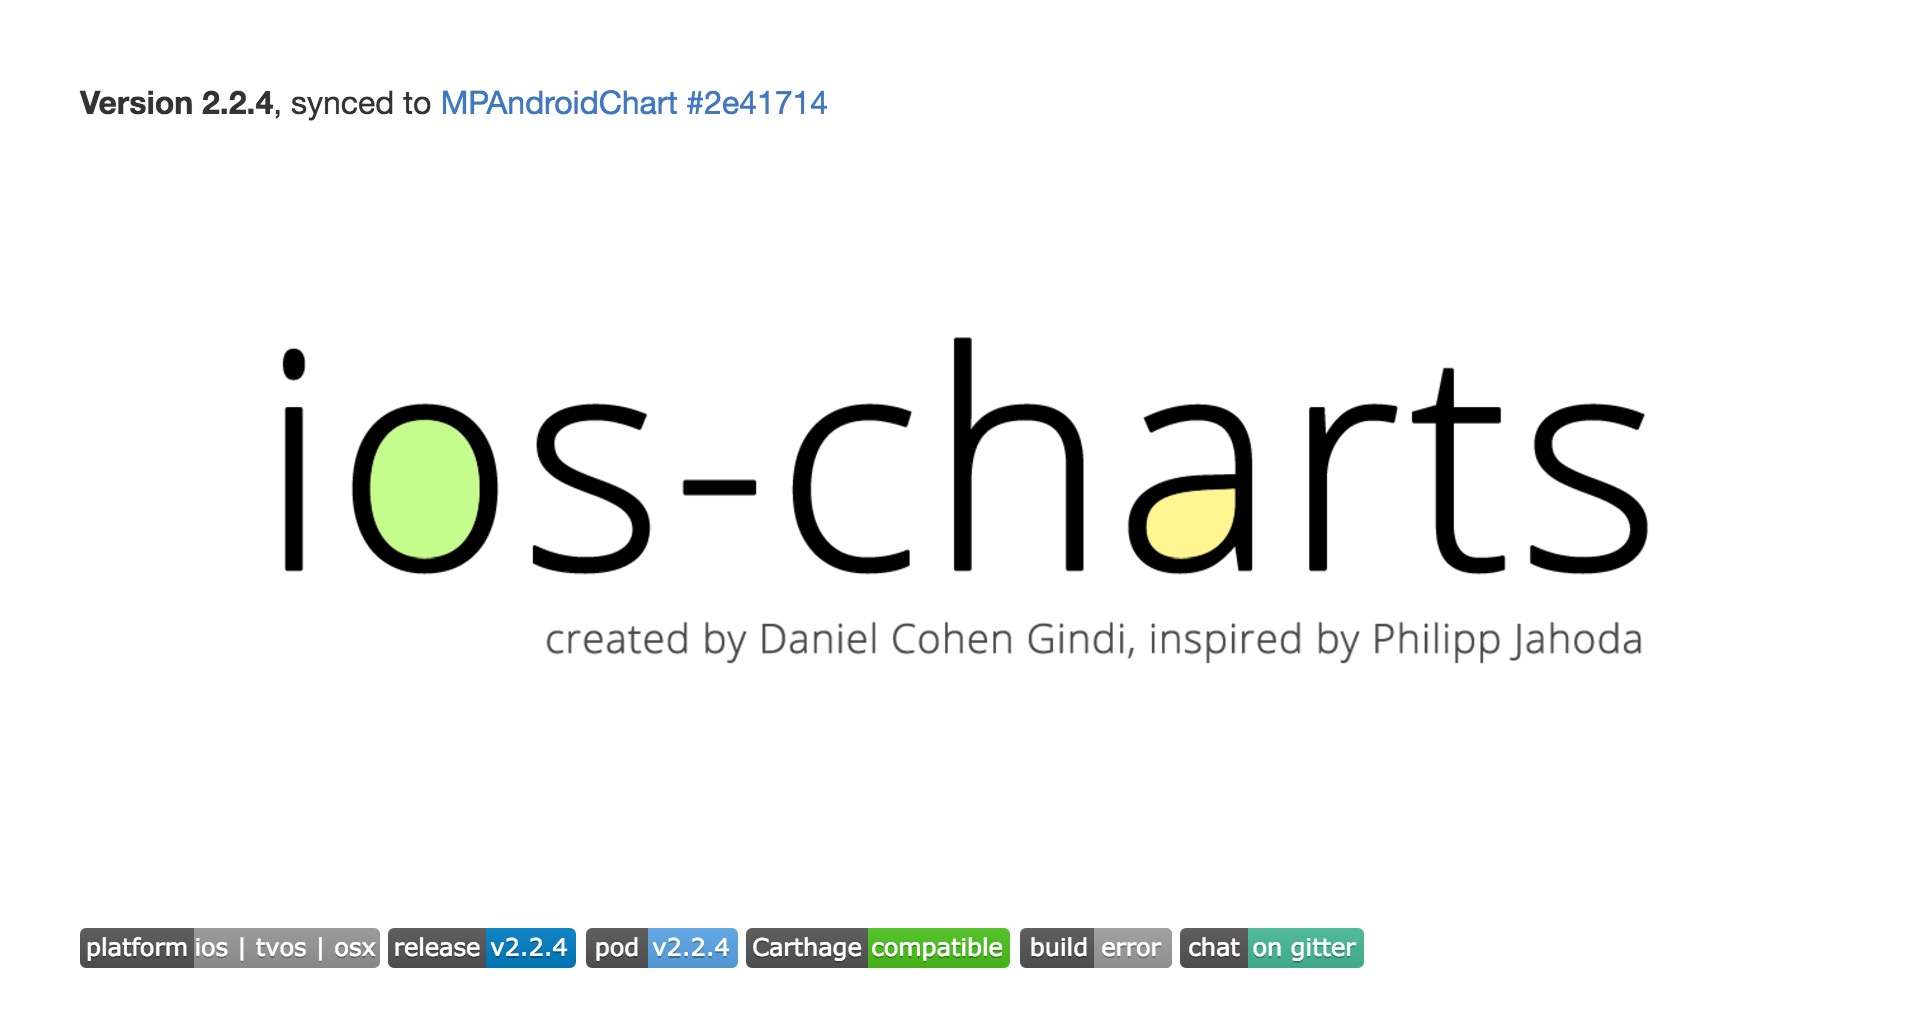 Version 2.2.4, synced to MPAndroidChart #2e41714
ios-charts
created by Daniel Cohen Gindi, inspired by Philipp Jahoda
platform ios | tvos | osx release v2.2.4 pod v2.2.4 Carthage compatible build error chat on gitter